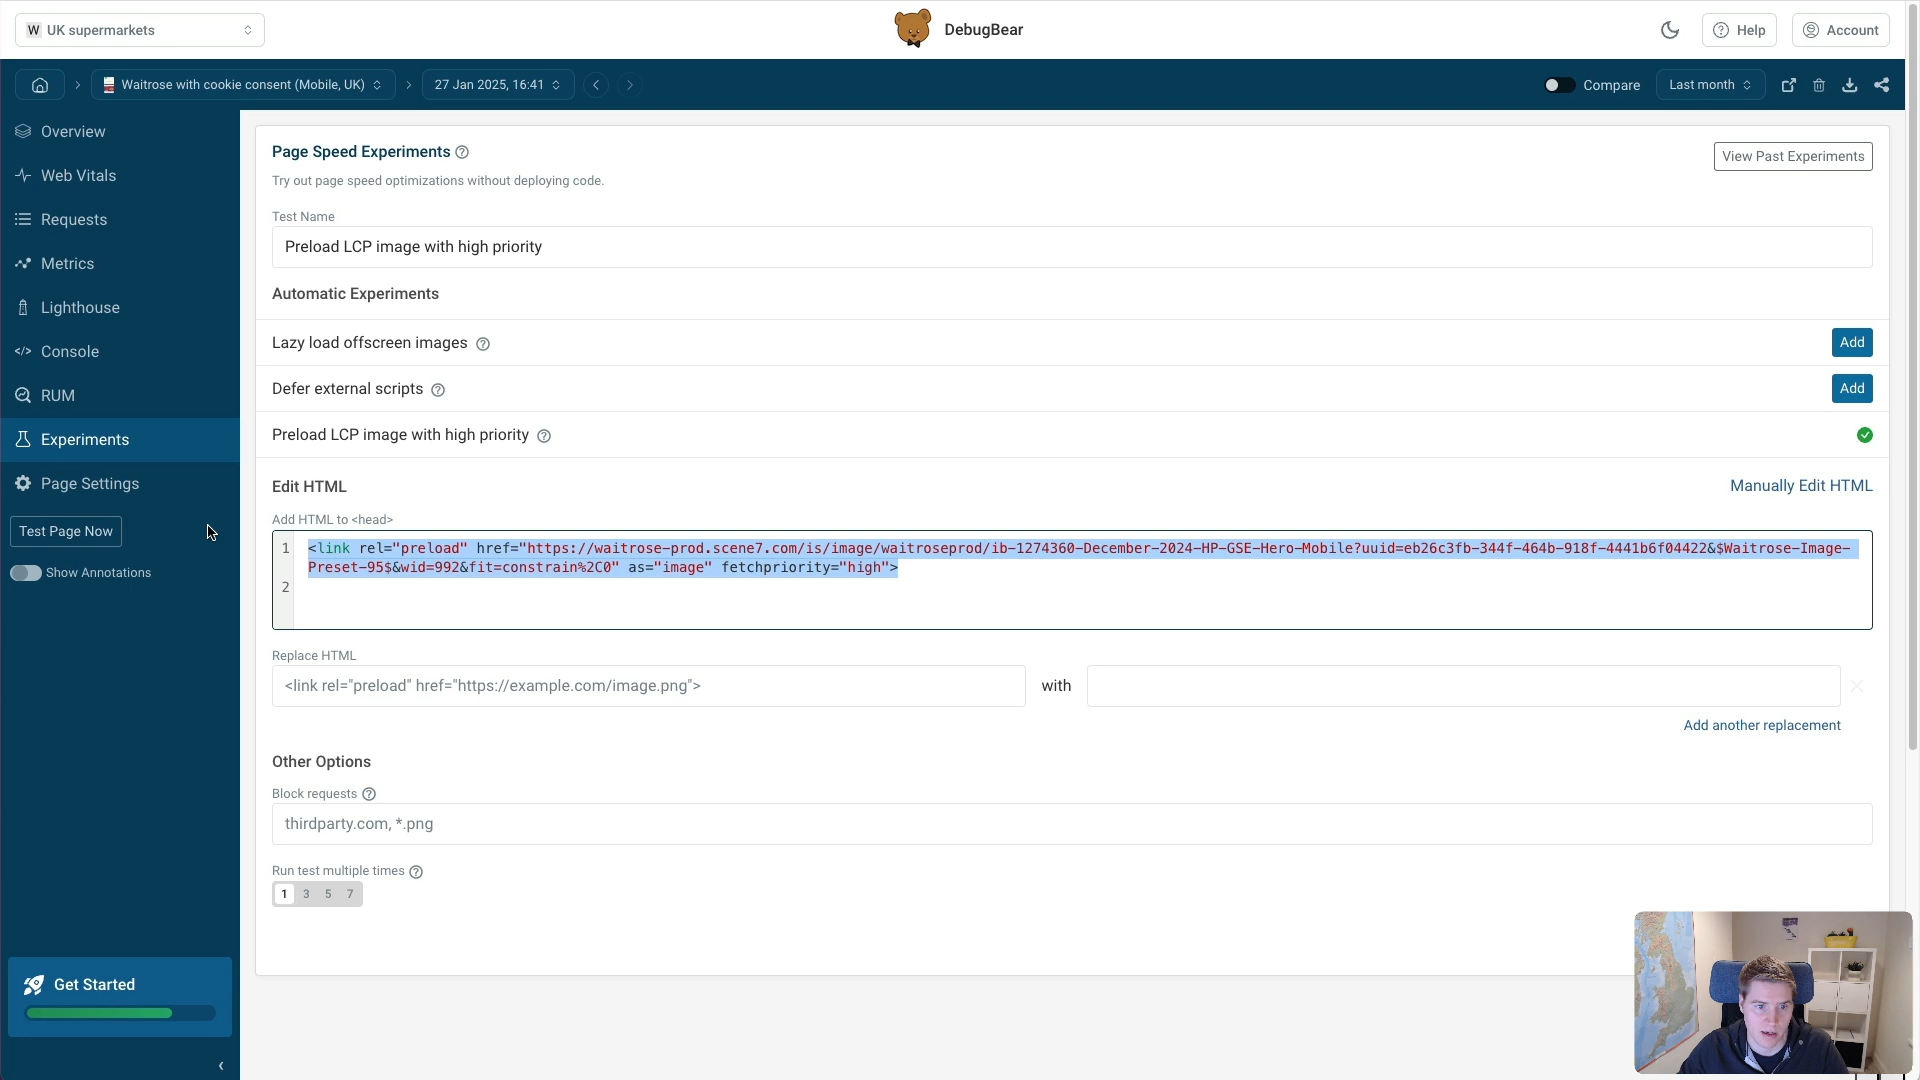 W UK supermarkets
DebugBear
Help
Account
Waitrose with cookie consent (Mobile, UK)
27 Jan 2025, 16:41
Compare
Last month
Overview
Web Vitals
Requests
Metrics
Lighthouse
Console
RUM
Experiments
Page Settings
Test Page Now
Show Annotations
Get Started
Page Speed Experiments
View Past Experiments
Try out page speed optimizations without deploying code.
Test Name
Preload LCP image with high priority
Automatic Experiments
Lazy load offscreen images
Add
Defer external scripts
Add
Preload LCP image with high priority
Edit HTML
Manually Edit HTML
Add HTML to <head>
1 <link rel="preload" href="https://waitrose-prod.scene7.com/is/image/waitroseprod/ib-1274360-December-2024-HP-GSE-Hero-Mobile?uuid=eb26c3fb-344f-464b-918f-4441b6f04422&$Waitrose-Image-
Preset-95$&wid=992&fit=constrain%2C0" as="image" fetchpriority="high">
2
Replace HTML
<link rel="preload" href="https://example.com/image.png">
with
Add another replacement
Other Options
Block requests
thirdparty.com, *.png
Run test multiple times
1 3 5 7